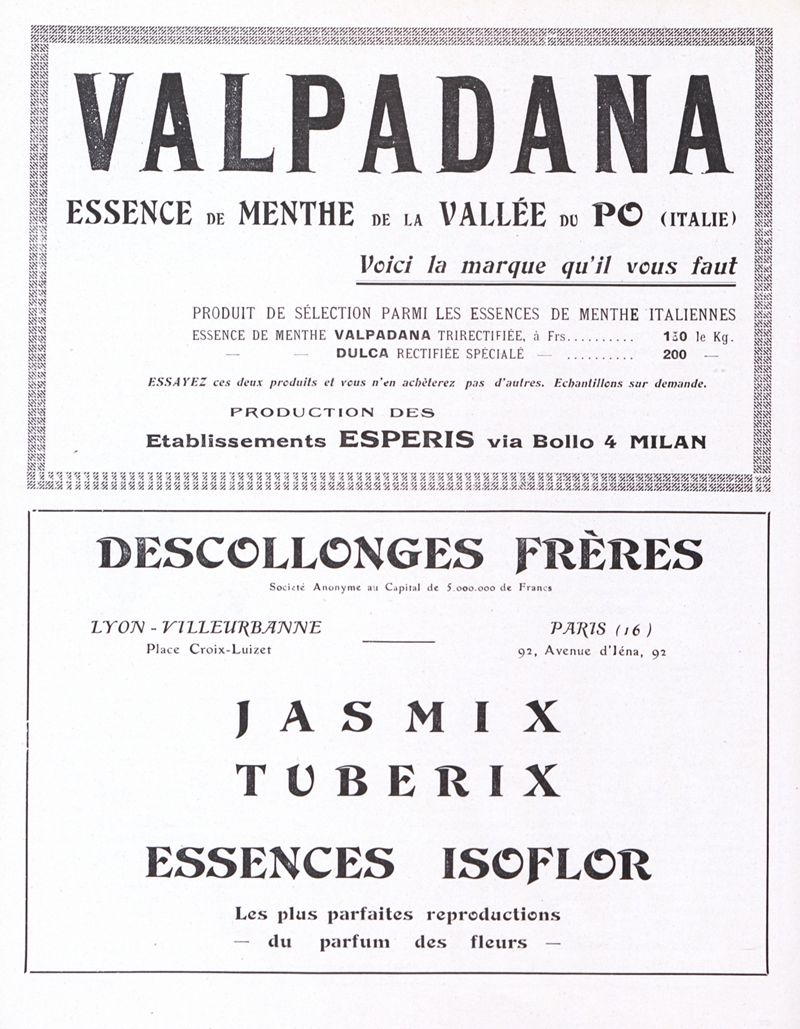 VALPADANA
ESSENCE DE MENTHE DE LA VALLÉE DU PO (ITALIE)
Voici la marque qu'il vous faut
PRODUIT DE SÉLECTION PARMI LES ESSENCES DE MENTHE ITALIENNES
ESSENCE DE MENTHE VALPADANA TRIRECTIFIÉE, à Frs.......... 130 le Kg.
— — DULCA RECTIFIÉE SPÉCIALE — .......... 200 —
ESSAYEZ ces deux produits et vous n'en achèterez pas d'autres. Echantillons sur demande.
PRODUCTION DES
Etablissements ESPERIS via Bollo 4 MILAN
DESCOLLONGES FRÈRES
Société Anonyme au Capital de 5.000.000 de Francs
LYON - VILLEURBANNE
Place Croix-Luizet
PARIS (16)
92, Avenue d'Iéna, 92
JASMIX
TUBERIX
ESSENCES ISOFLOR
Les plus parfaites reproductions
— du parfum des fleurs —